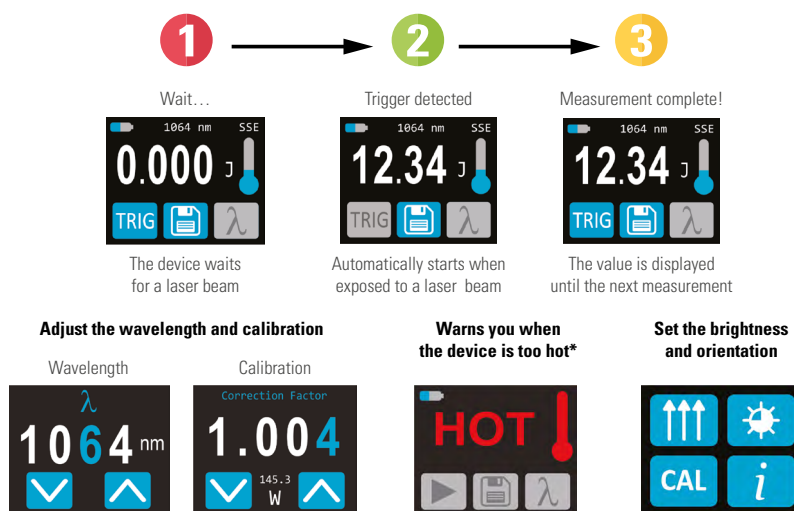 1
2
3
Wait...
Trigger detected
Measurement complete!
1064 nm SSE
0.000 J
TRIG λ
1064 nm SSE
12.34 J
TRIG λ
1064 nm SSE
12.34 J
TRIG λ
The device waits
for a laser beam
Automatically starts when
exposed to a laser beam
The value is displayed
until the next measurement
Adjust the wavelength and calibration
Wavelength
λ
1064 nm
Calibration
Correction Factor
1.004
145.3
W
Warns you when
the device is too hot*
HOT
λ
Set the brightness
and orientation
CAL i